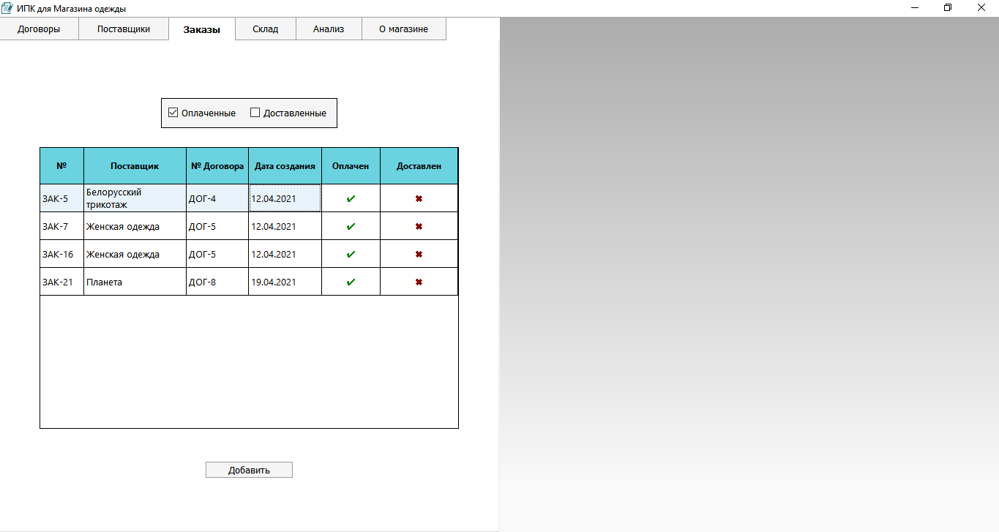 ИПК для Магазина одежды
Договоры Поставщики Заказы Склад Анализ О магазине
Оплаченные Доставленные
№ Поставщик № Договора Дата создания Оплачен Доставлен
ЗАК-5 Белорусский трикотаж ДОГ-4 12.04.2021
ЗАК-7 Женская одежда ДОГ-5 12.04.2021
ЗАК-16 Женская одежда ДОГ-5 12.04.2021
ЗАК-21 Планета ДОГ-8 19.04.2021
Добавить